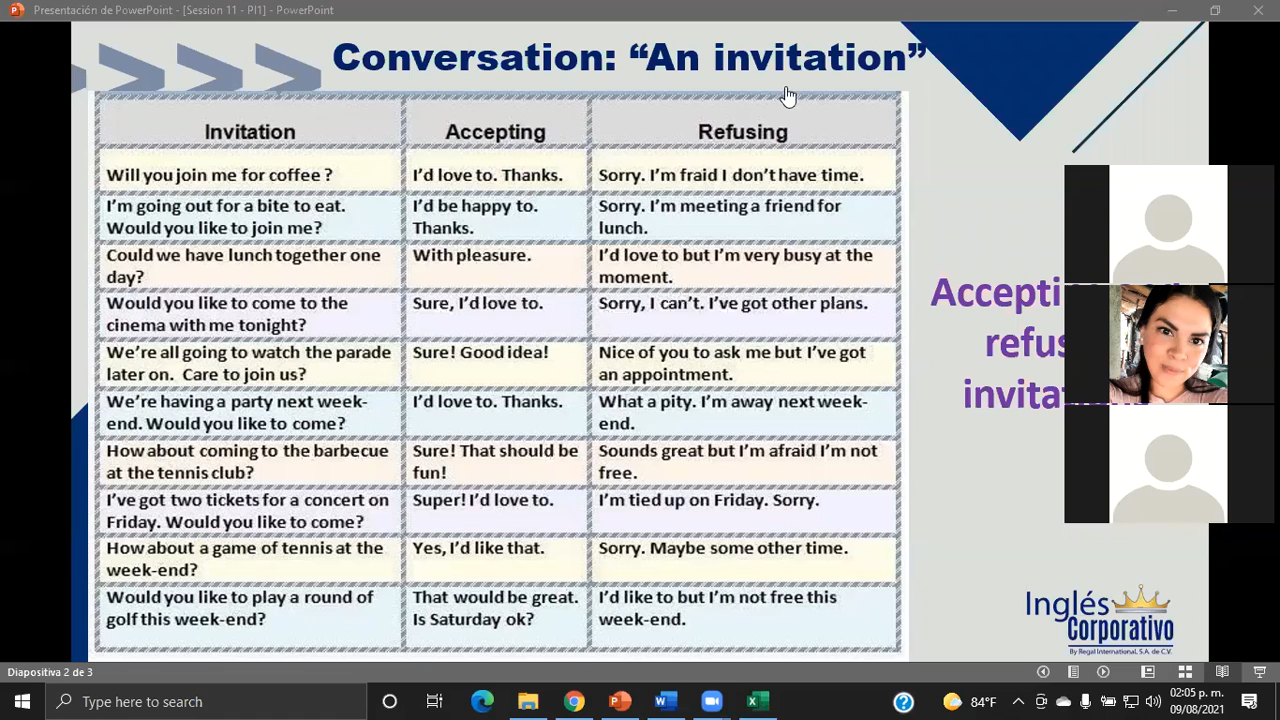 Presentación de PowerPoint - [Session 11 - PI1] - PowerPoint
Conversation: “An invitation”
Invitation Accepting Refusing
Will you join me for coffee ? I’d love to. Thanks. Sorry. I’m fraid I don’t have time.
I’m going out for a bite to eat. I’d be happy to. Sorry. I’m meeting a friend for
Would you like to join me? Thanks. lunch.
Could we have lunch together one With pleasure. I’d love to but I’m very busy at the
day? moment.
Would you like to come to the Sure, I’d love to. Sorry, I can’t. I’ve got other plans.
cinema with me tonight?
We’re all going to watch the parade Sure! Good idea! Nice of you to ask me but I’ve got
later on. Care to join us? an appointment.
We’re having a party next week- I’d love to. Thanks. What a pity. I’m away next week-
end. Would you like to come? end.
How about coming to the barbecue Sure! That should be Sounds great but I’m afraid I’m not
at the tennis club? fun! free.
I’ve got two tickets for a concert on Super! I’d love to. I’m tied up on Friday. Sorry.
Friday. Would you like to come?
How about a game of tennis at the Yes, I’d like that. Sorry. Maybe some other time.
week-end?
Would you like to play a round of That would be great. I’d like to but I’m not free this
golf this week-end? Is Saturday ok? week-end.
Inglés
Corporativo
By Regal International, S.A. de C.V.
Diapositiva 2 de 3
Type here to search
84°F
02:05 p. m.
09/08/2021